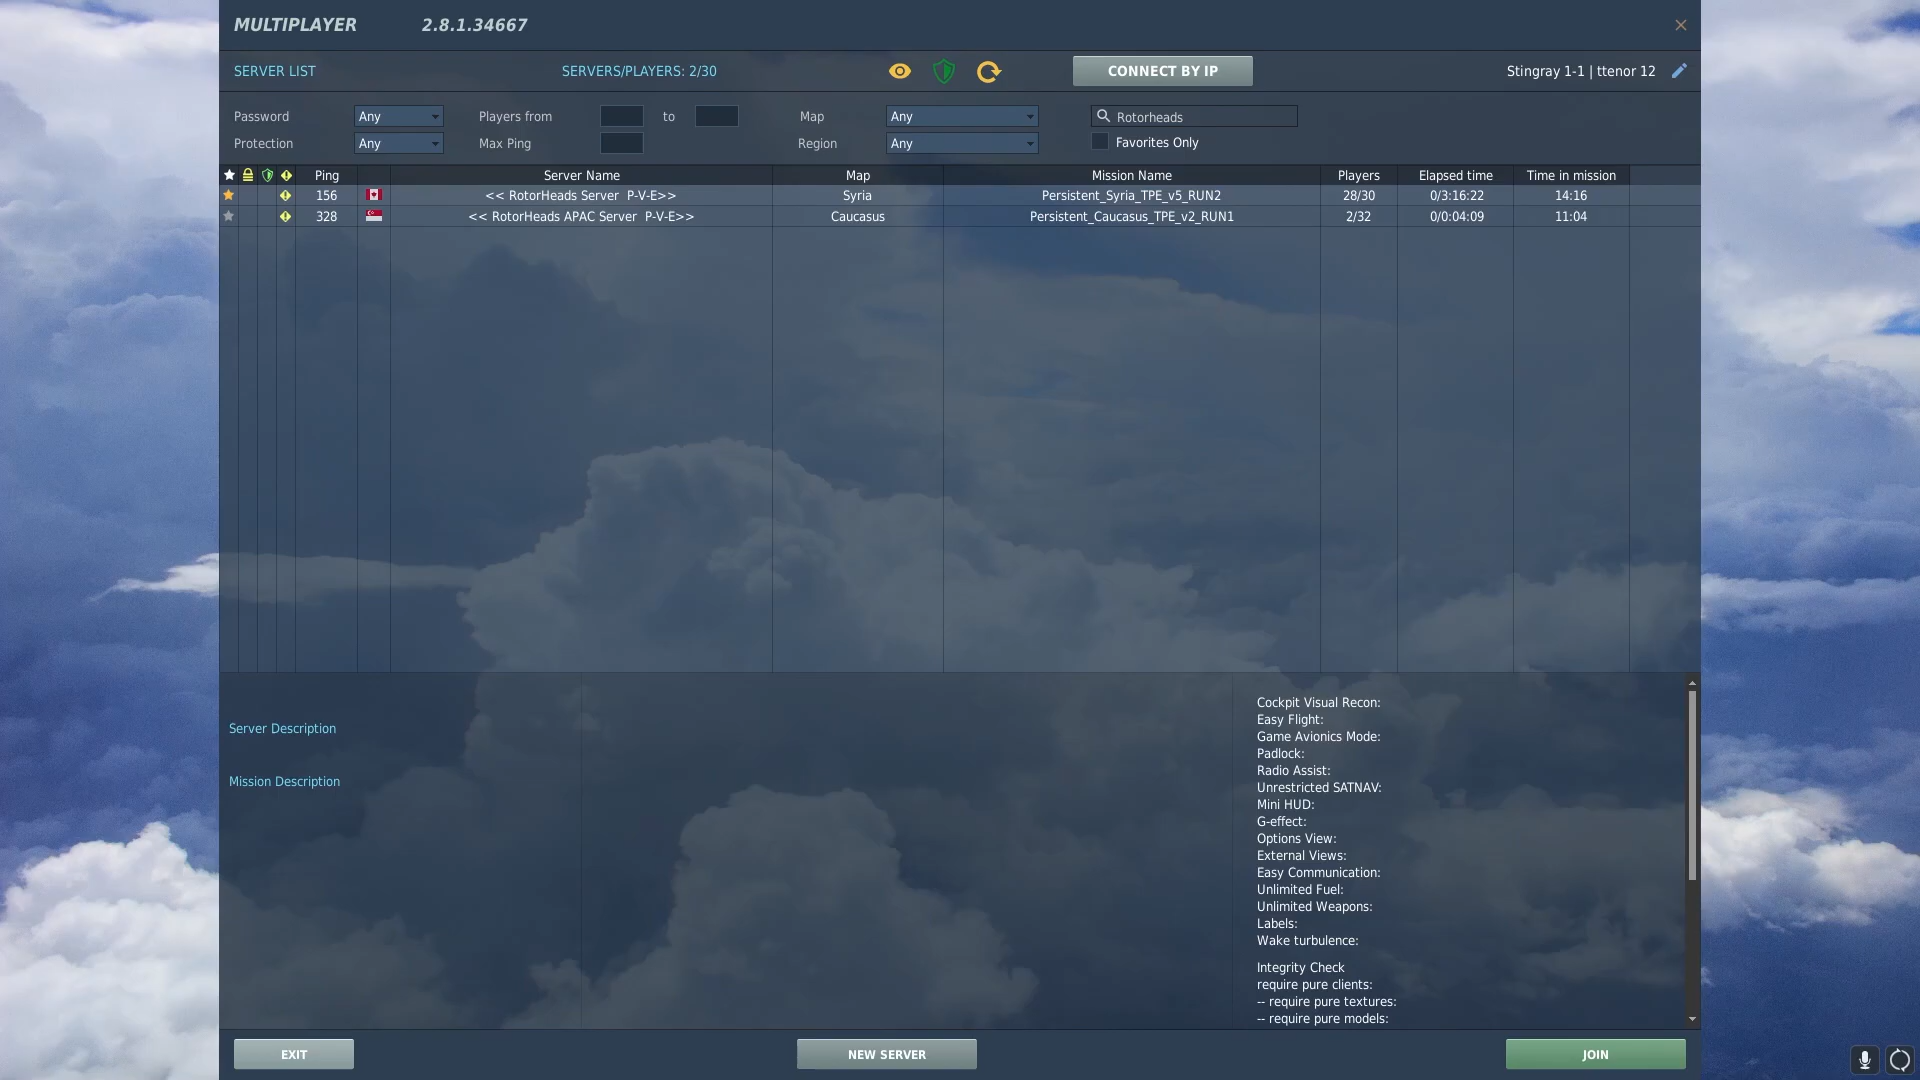 MULTIPLAYER 2.8.1.34667
SERVER LIST SERVERS/PLAYERS: 2/30 CONNECT BY IP Stingray 1-1 | ttenor 12
Password Any Players from to Map Any Rotorheads
Protection Any Max Ping Region Any Favorites Only
Ping Server Name Map Mission Name Players Elapsed time Time in mission
156 << RotorHeads Server P-V-E>> Syria Persistent_Syria_TPE_v5_RUN2 28/30 0/3:16:22 14:16
328 << RotorHeads APAC Server P-V-E>> Caucasus Persistent_Caucasus_TPE_v2_RUN1 2/32 0/0:04:09 11:04
Server Description
Mission Description
Cockpit Visual Recon:
Easy Flight:
Game Avionics Mode:
Padlock:
Radio Assist:
Unrestricted SATNAV:
Mini HUD:
G-effect:
Options View:
External Views:
Easy Communication:
Unlimited Fuel:
Unlimited Weapons:
Labels:
Wake turbulence:
Integrity Check
require pure clients:
-- require pure textures:
-- require pure models:
EXIT NEW SERVER JOIN